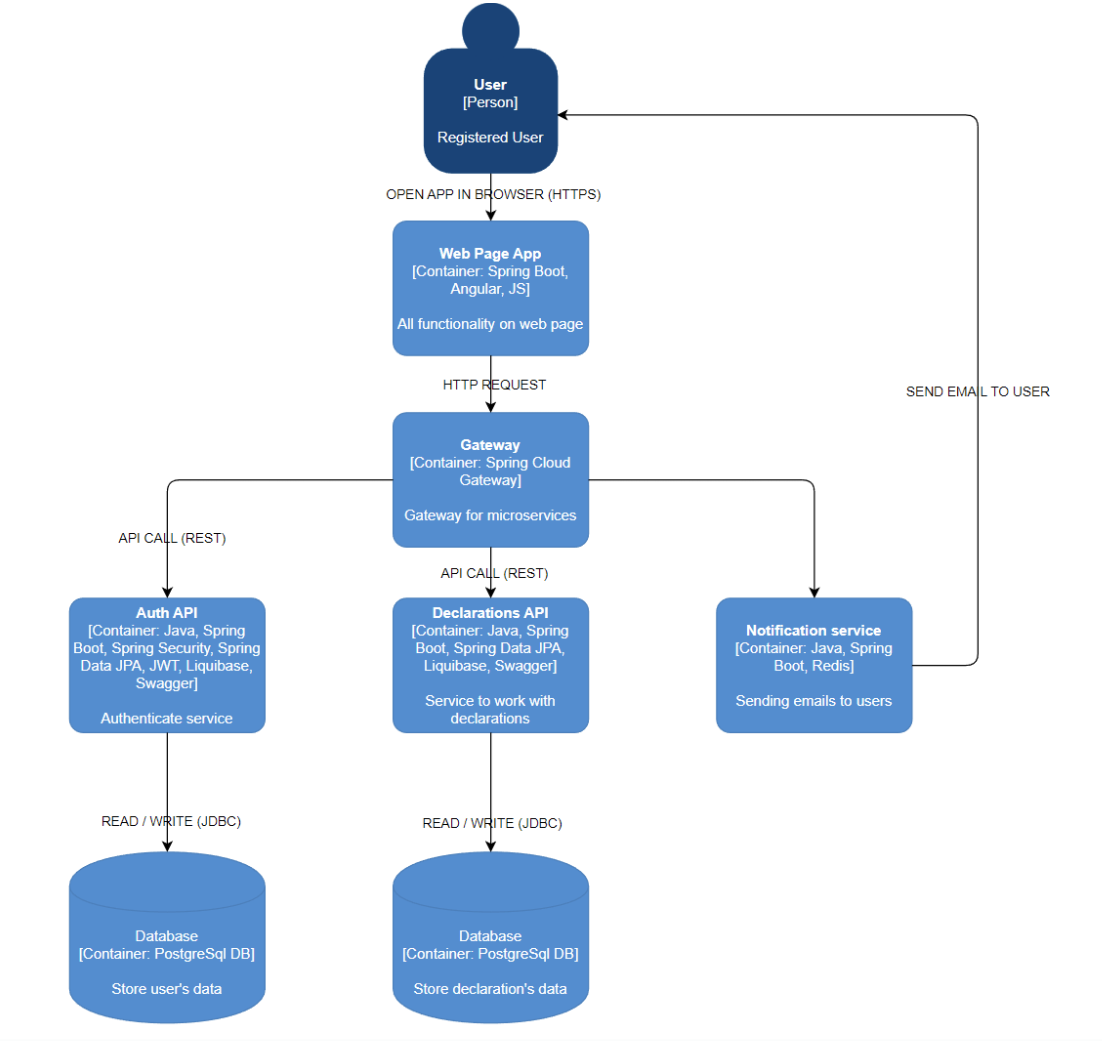 User
[Person]
Registered User
OPEN APP IN BROWSER (HTTPS)
Web Page App
[Container: Spring Boot,
Angular, JS]
All functionality on web page
HTTP REQUEST
SEND EMAIL TO USER
Gateway
[Container: Spring Cloud
Gateway]
Gateway for microservices
API CALL (REST)
API CALL (REST)
Auth API
[Container: Java, Spring
Boot, Spring Security, Spring
Data JPA, JWT, Liquibase,
Swagger]
Authenticate service
Declarations API
[Container: Java, Spring
Boot, Spring Data JPA,
Liquibase, Swagger]
Service to work with
declarations
Notification service
[Container: Java, Spring
Boot, Redis]
Sending emails to users
READ / WRITE (JDBC)
READ / WRITE (JDBC)
Database
[Container: PostgreSql DB]
Store user's data
Database
[Container: PostgreSql DB]
Store declaration's data